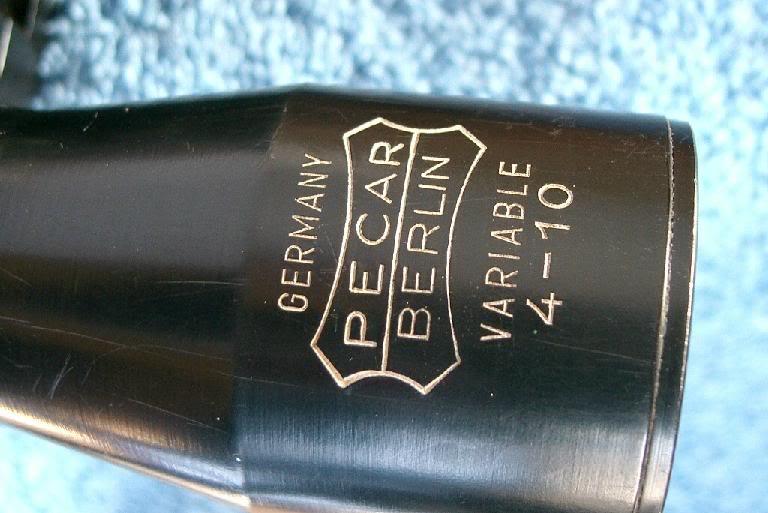 GERMANY
PECAR
BERLIN
VARIABLE
4-10